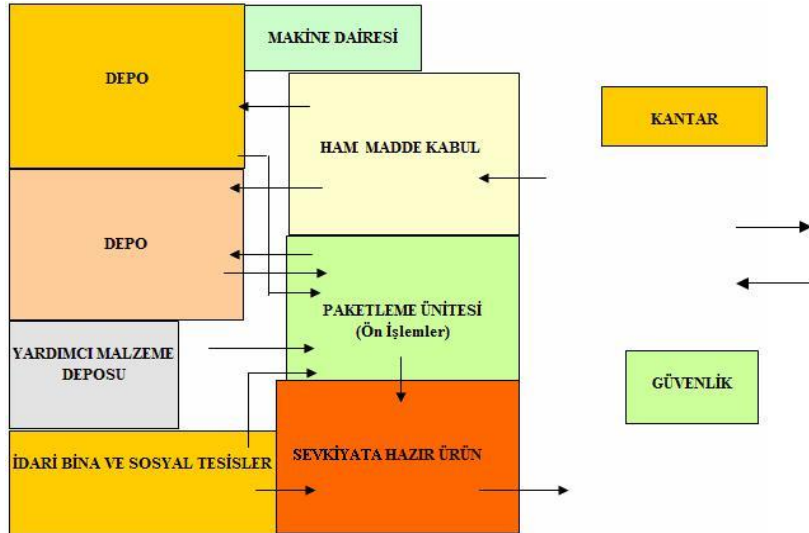 MAKİNE DAİRESİ
DEPO
KANTAR
HAM MADDE KABUL
DEPO
PAKETLEME ÜNİTESİ
(Ön İşlemler)
YARDIMCI MALZEME
DEPOSU
GÜVENLİK
İDARİ BİNA VE SOSYAL TESİSLER
SEVKİYATA HAZIR ÜRÜN